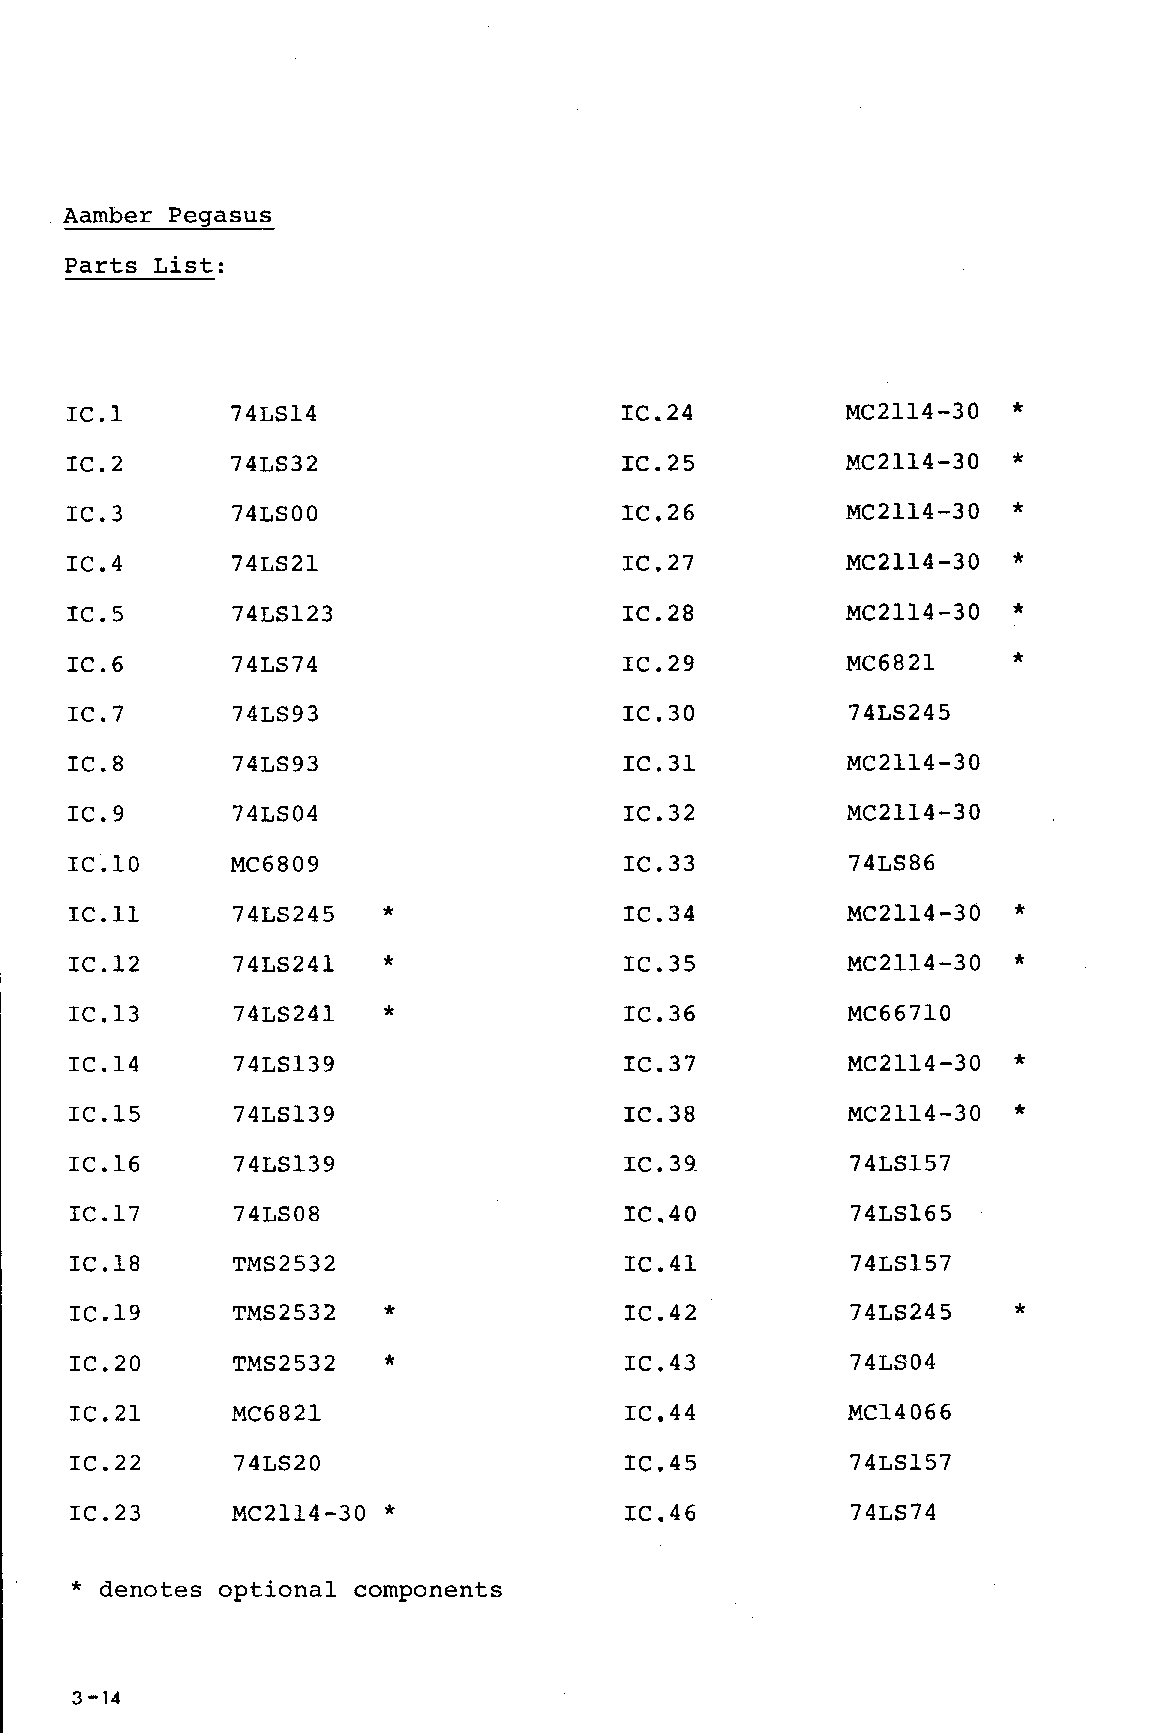 Aamber Pegasus
Parts List:
IC.1 74LS14 IC.24 MC2114-30 *
IC.2 74LS32 IC.25 MC2114-30 *
IC.3 74LS00 IC.26 MC2114-30 *
IC.4 74LS21 IC.27 MC2114-30 *
IC.5 74LS123 IC.28 MC2114-30 *
IC.6 74LS74 IC.29 MC6821 *
IC.7 74LS93 IC.30 74LS245
IC.8 74LS93 IC.31 MC2114-30
IC.9 74LS04 IC.32 MC2114-30
IC.10 MC6809 IC.33 74LS86
IC.11 74LS245 * IC.34 MC2114-30 *
IC.12 74LS241 * IC.35 MC2114-30 *
IC.13 74LS241 * IC.36 MC66710
IC.14 74LS139 IC.37 MC2114-30 *
IC.15 74LS139 IC.38 MC2114-30 *
IC.16 74LS139 IC.39 74LS157
IC.17 74LS08 IC.40 74LS165
IC.18 TMS2532 IC.41 74LS157
IC.19 TMS2532 * IC.42 74LS245 *
IC.20 TMS2532 * IC.43 74LS04
IC.21 MC6821 IC.44 MC14066
IC.22 74LS20 IC.45 74LS157
IC.23 MC2114-30 * IC.46 74LS74
* denotes optional components
3-14